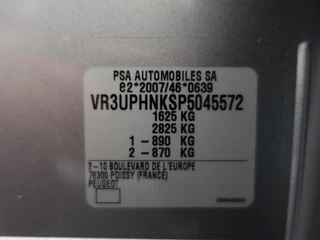 PSA AUTOMOBILES SA
e2*2007/46*0639
VR3UPHNKSP5045572
1625 KG
2825 KG
1 -890 KG
2 -870 KG
2-10 BOULEVARD DE L'EUROPE
78300 POISSY (FRANCE)
PEUGEOT